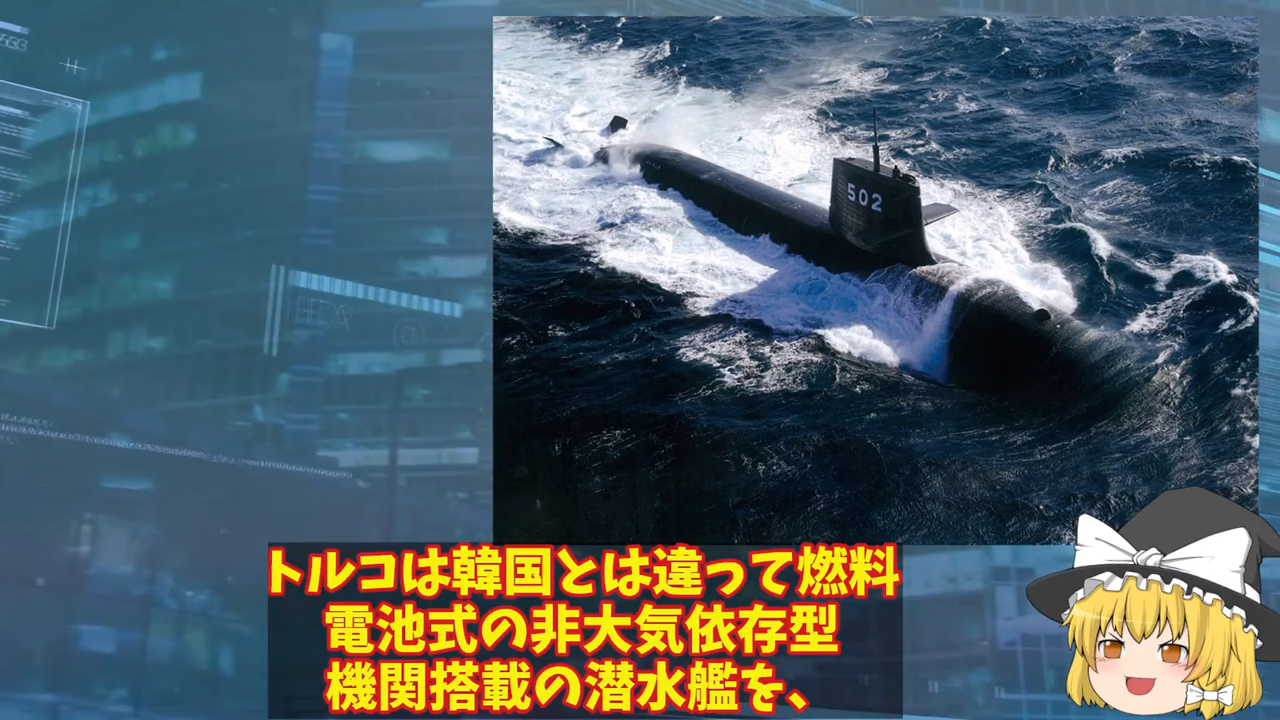 502
トルコは韓国とは違って燃料
電池式の非大気依存型
機関搭載の潜水艦を、